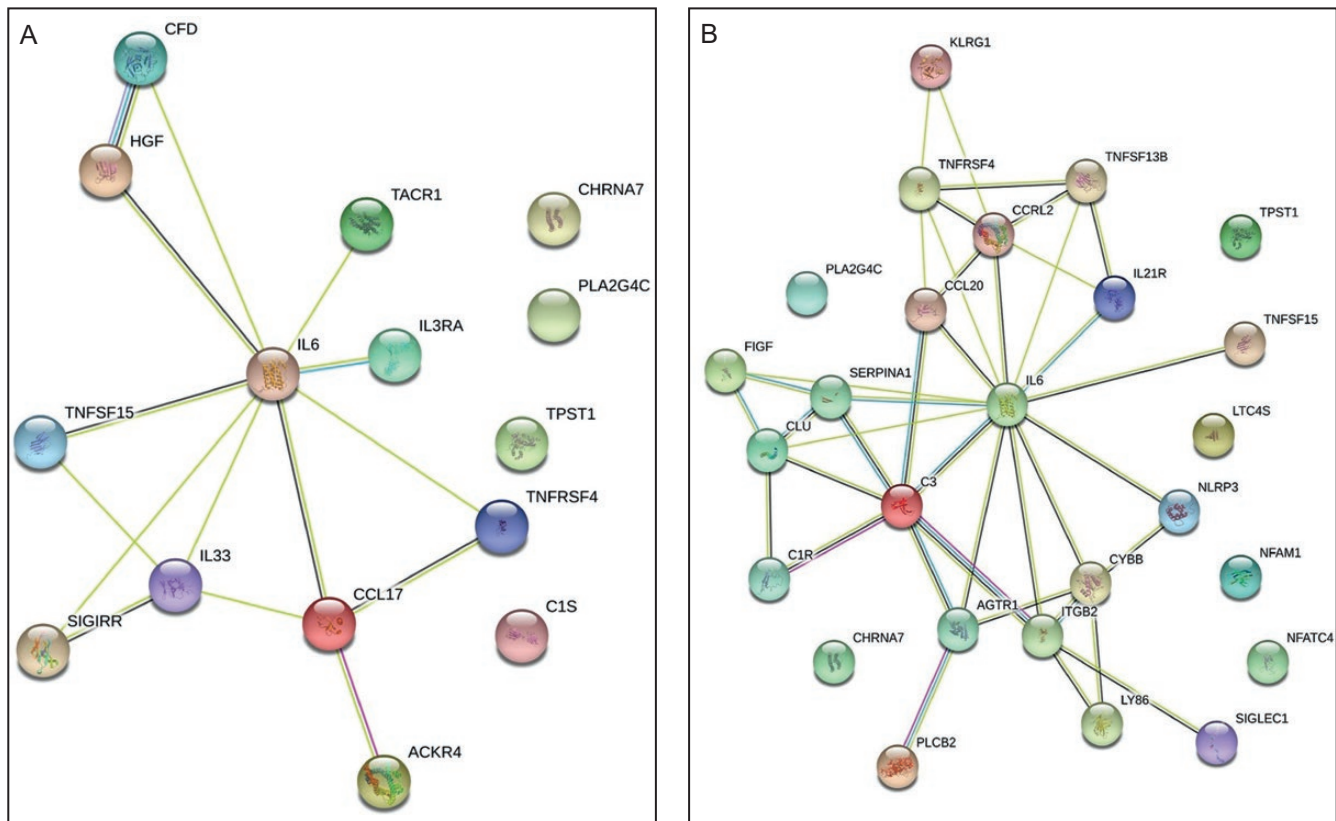 A
CFD
HGF
TACR1
CHRNA7
PLA2G4C
IL6
IL3RA
TNFSF15
TPST1
TNFRSF4
IL33
CCL17
C1S
SIGIRR
ACKR4
B
KLRG1
TNFRSF4
TNFSF13B
CCRL2
TPST1
PLA2G4C
IL21R
CCL20
TNFSF15
FIGF
SERPINA1
IL6
CLU
LTC4S
C3
NLRP3
C1R
CYBB
NFAM1
AGTR1
ITGB2
CHRNA7
NFATC4
LY86
SIGLEC1
PLCB2